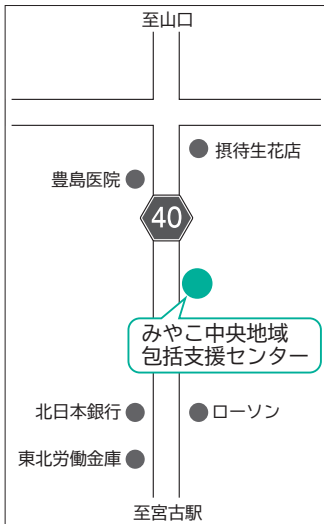 至山口
摂待生花店
豊島医院
40
みやこ中央地域
包括支援センター
北日本銀行
ローソン
東北労働金庫
至宮古駅